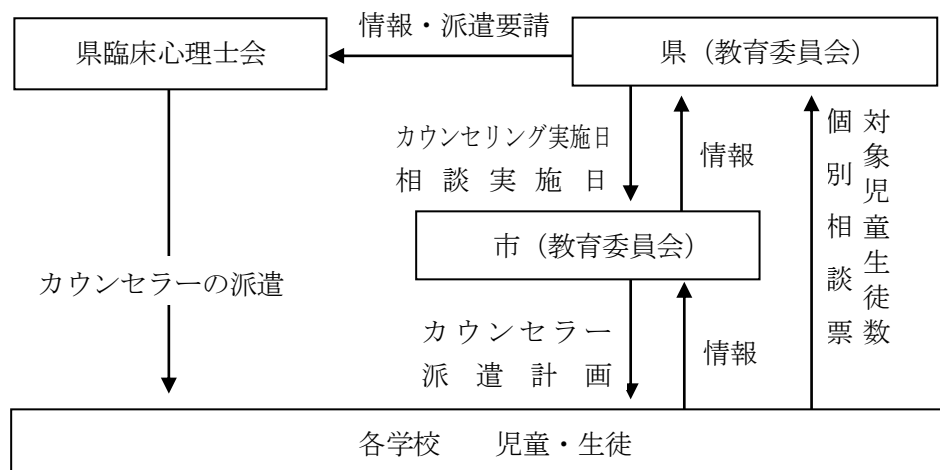 情報・派遣要請
県臨床心理士会
県（教育委員会）
カウンセリング実施日
相談実施日
情報
対象児童生徒数
個別相談票
市（教育委員会）
カウンセラーの派遣
カウンセラー
派遣計画
情報
各学校　児童・生徒